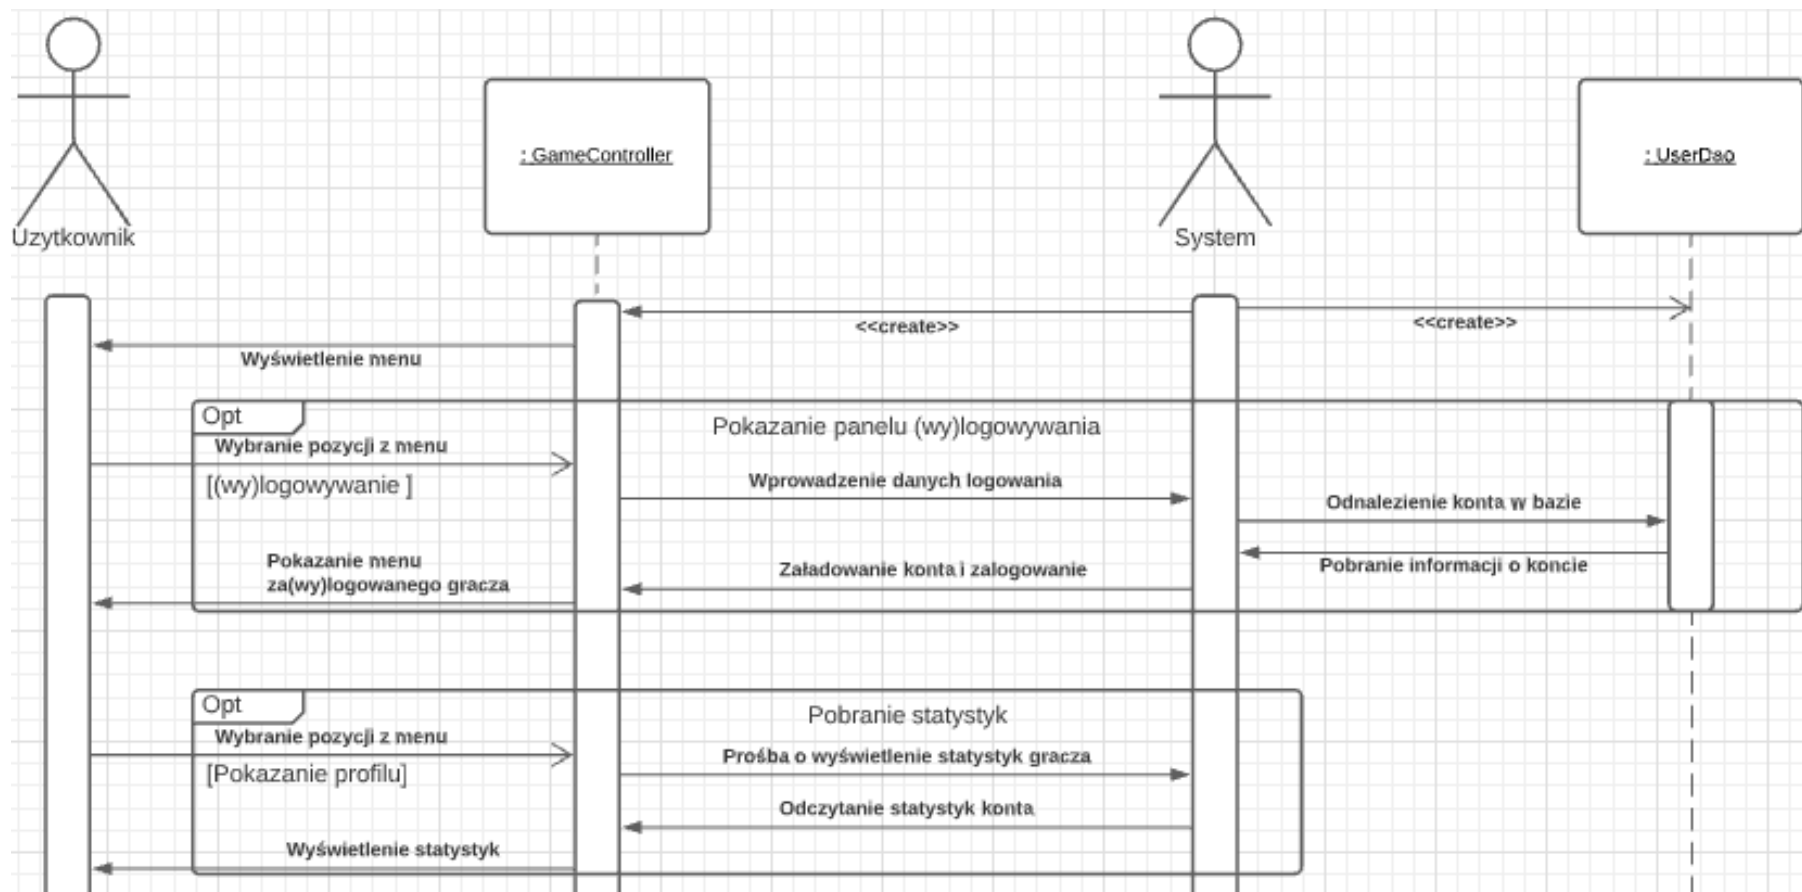 : GameController
: UserDao
Uzytkownik
System
<<create>>
<<create>>
Wyświetlenie menu
Opt
Pokazanie panelu (wy)logowywania
Wybranie pozycji z menu
[(wy)logowywanie ]
Wprowadzenie danych logowania
Odnalezienie konta w bazie
Pobranie informacji o koncie
Załadowanie konta i zalogowanie
Pokazanie menu
za(wy)logowanego gracza
Opt
Pobranie statystyk
Wybranie pozycji z menu
[Pokazanie profilu]
Prośba o wyświetlenie statystyk gracza
Odczytanie statystyk konta
Wyświetlenie statystyk